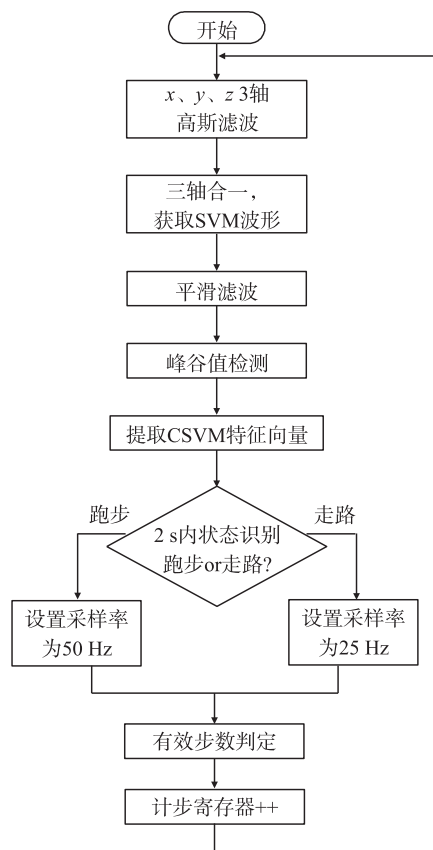 开始
x、y、z 3轴
高斯滤波
三轴合一，
获取SVM波形
平滑滤波
峰谷值检测
提取CSVM特征向量
跑步
走路
2 s内状态识别
跑步or走路?
设置采样率
为50 Hz
设置采样率
为25 Hz
有效步数判定
计步寄存器++